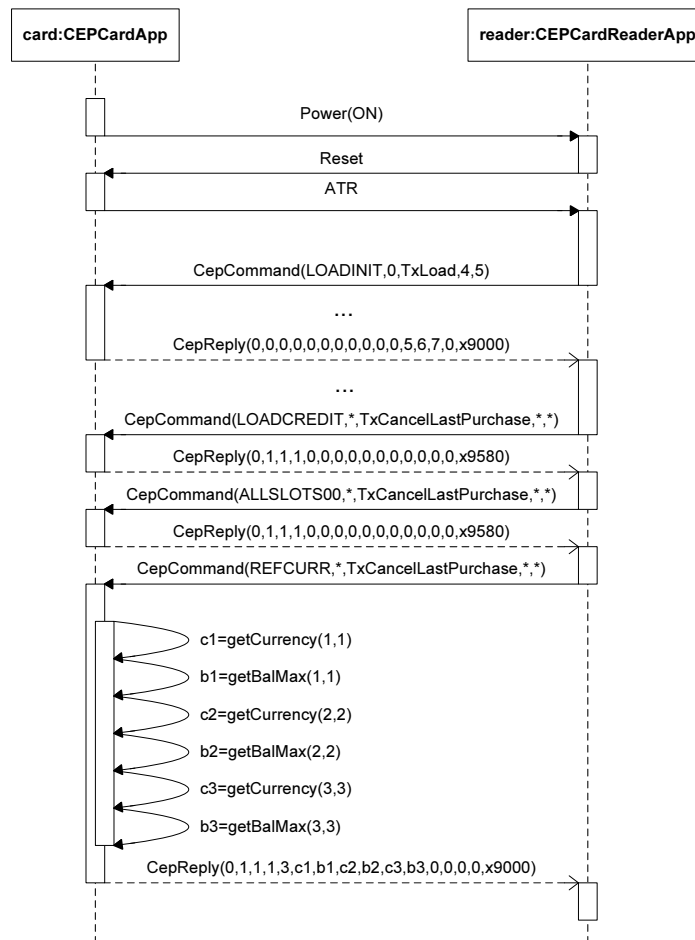 card:CEPCardApp
reader:CEPCardReaderApp
Power(ON)
Reset
ATR
CepCommand(LOADINIT,0,TxLoad,4,5)
...
CepReply(0,0,0,0,0,0,0,0,0,0,0,5,6,7,0,x9000)
...
CepCommand(LOADCREDIT,*,TxCancelLastPurchase,*,*)
CepReply(0,1,1,1,0,0,0,0,0,0,0,0,0,0,0,x9580)
CepCommand(ALLSLOTS00,*,TxCancelLastPurchase,*,*)
CepReply(0,1,1,1,0,0,0,0,0,0,0,0,0,0,0,x9580)
CepCommand(REFCURR,*,TxCancelLastPurchase,*,*)
c1=getCurrency(1,1)
b1=getBalMax(1,1)
c2=getCurrency(2,2)
b2=getBalMax(2,2)
c3=getCurrency(3,3)
b3=getBalMax(3,3)
CepReply(0,1,1,1,3,c1,b1,c2,b2,c3,b3,0,0,0,0,x9000)